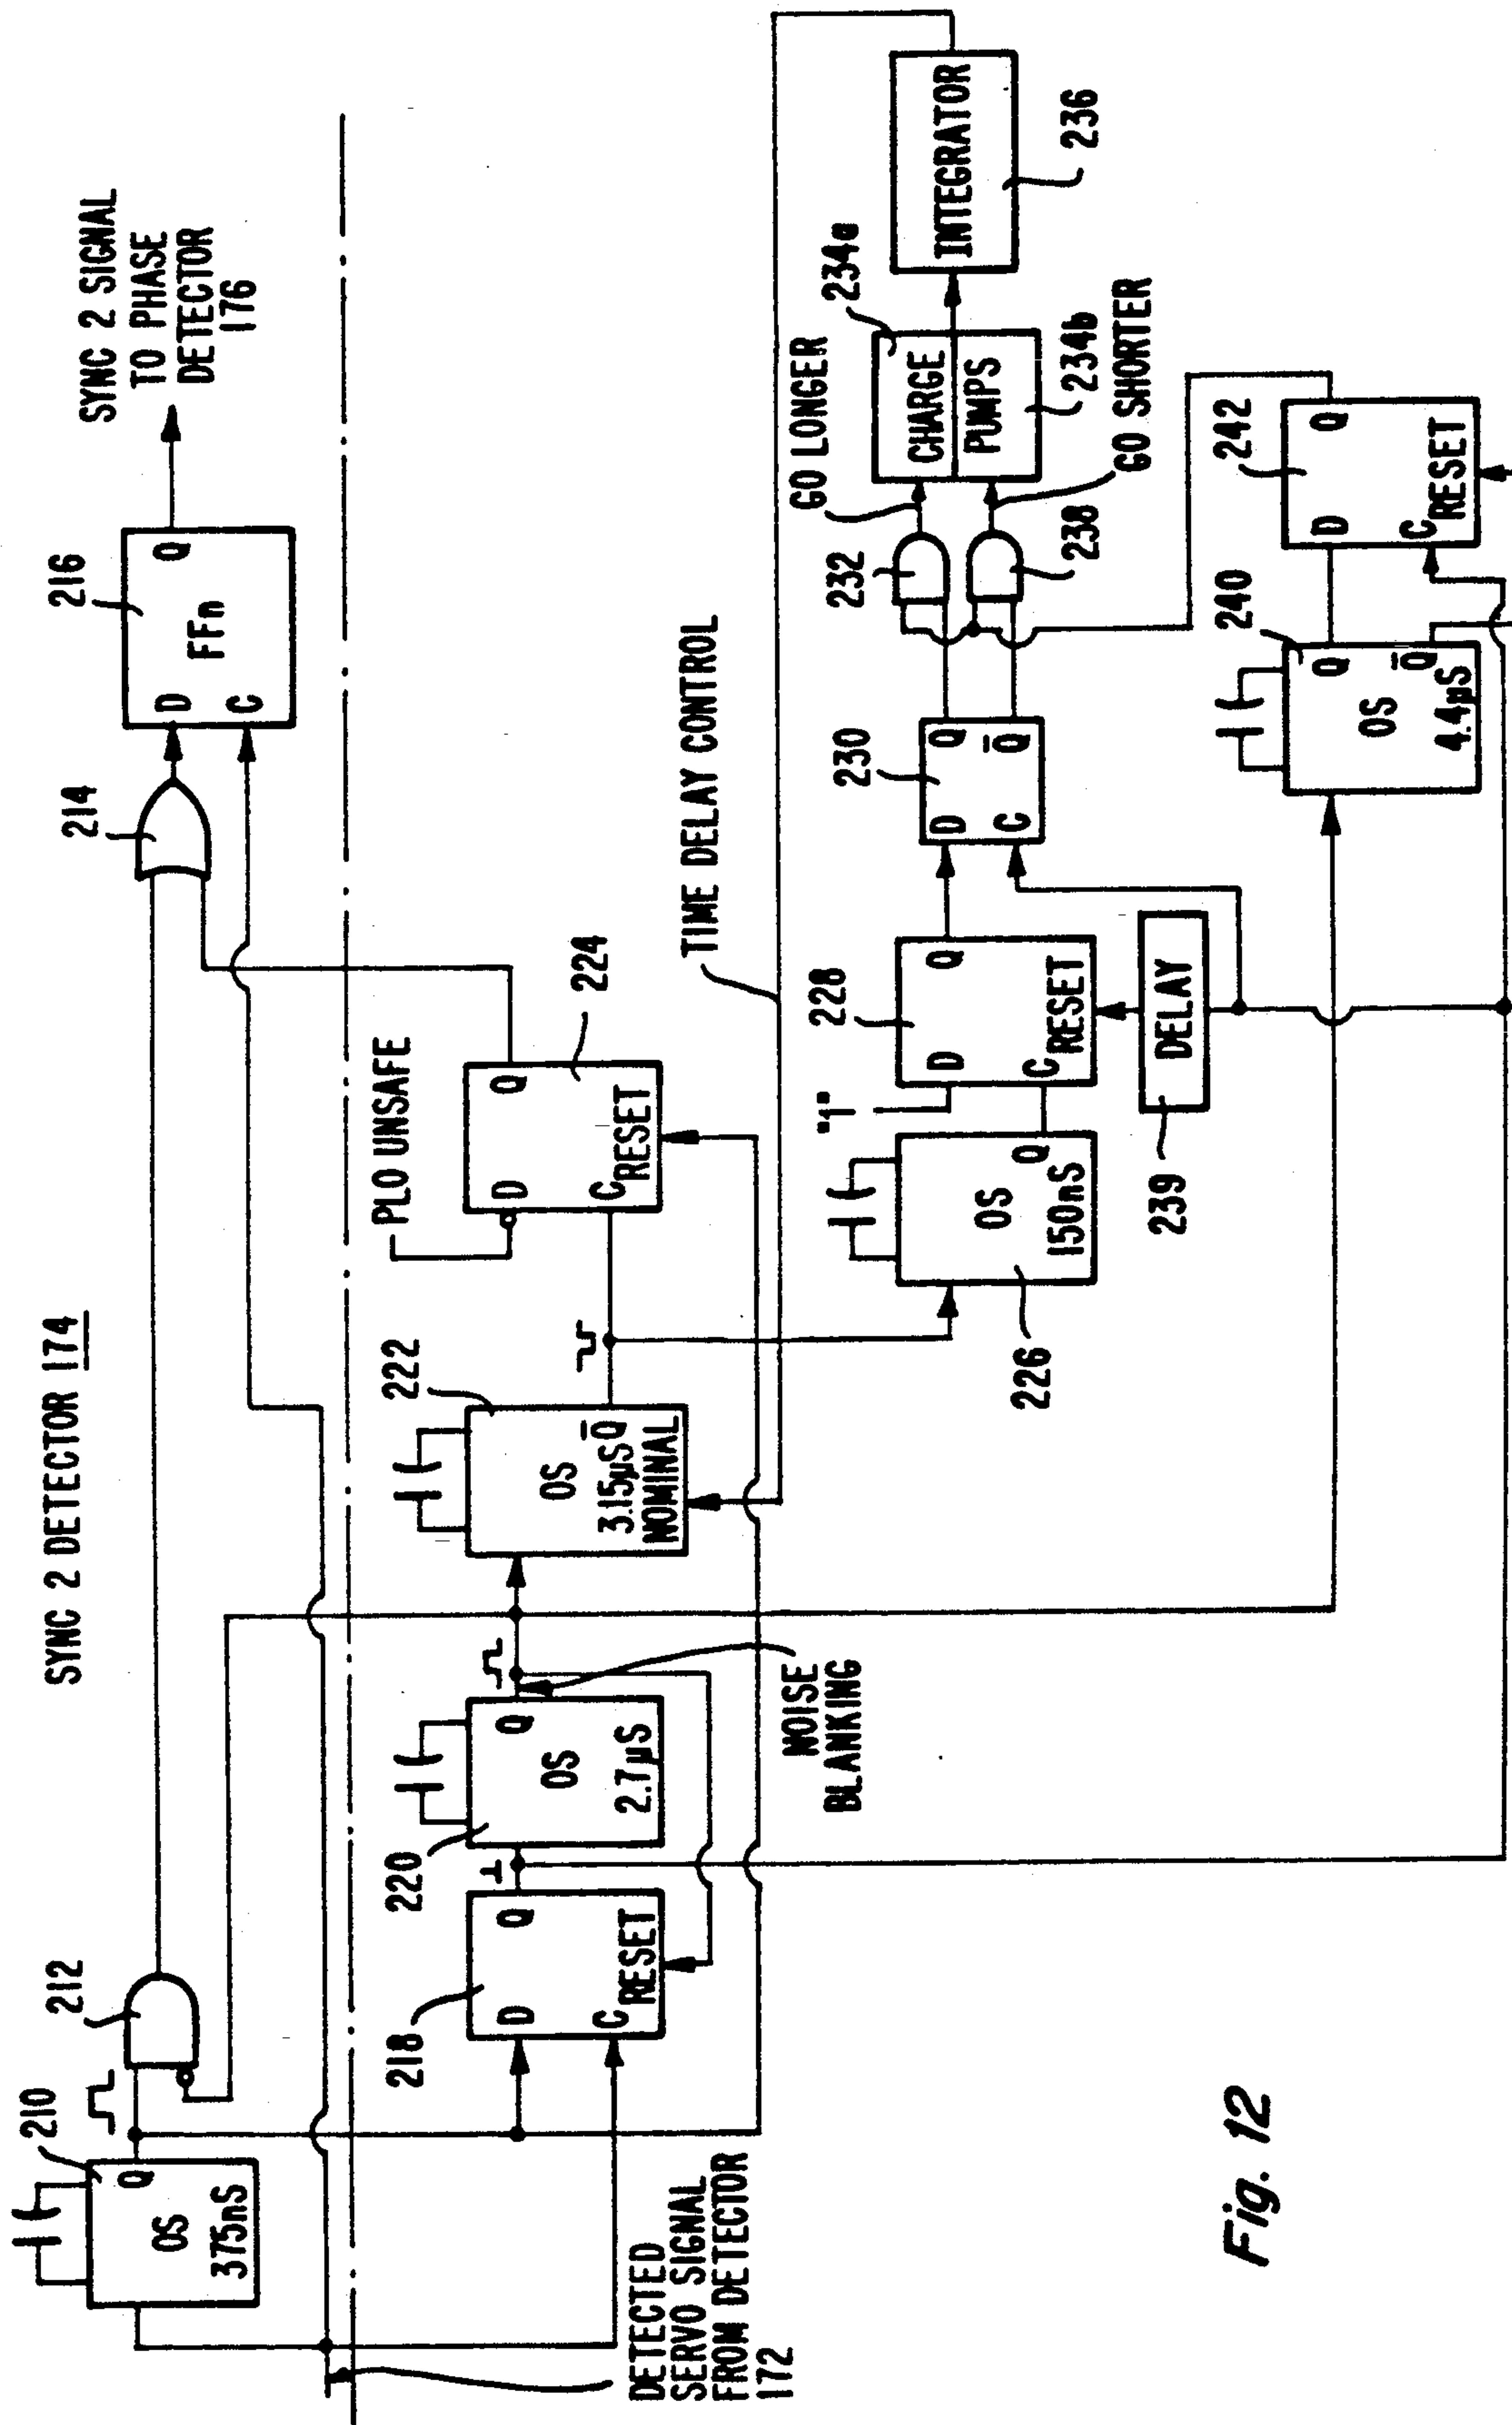 SYNC 2 DETECTOR 174
210
OS
375nS
Q
212
214
216
D
C
FFn
Q
SYNC 2 SIGNAL
TO PHASE
DETECTOR
176
DETECTED
SERVO SIGNAL
FROM DETECTOR
172
218
D
C
RESET
Q
220
OS
2.7µS
Q
NOISE
BLANKING
222
OS
3.15µS Q̅
NOMINAL
PLO UNSAFE
D
C
RESET
Q
224
TIME DELAY CONTROL
226
OS
150nS
Q
"1"
228
D
C
RESET
Q
239
DELAY
230
D
C
Q
Q̅
232
238
GO LONGER
GO SHORTER
234a
CHARGE
PUMPS
234b
INTEGRATOR
236
240
OS
4.4µS
Q
Q̅
242
D
C
RESET
Q
Fig. 12